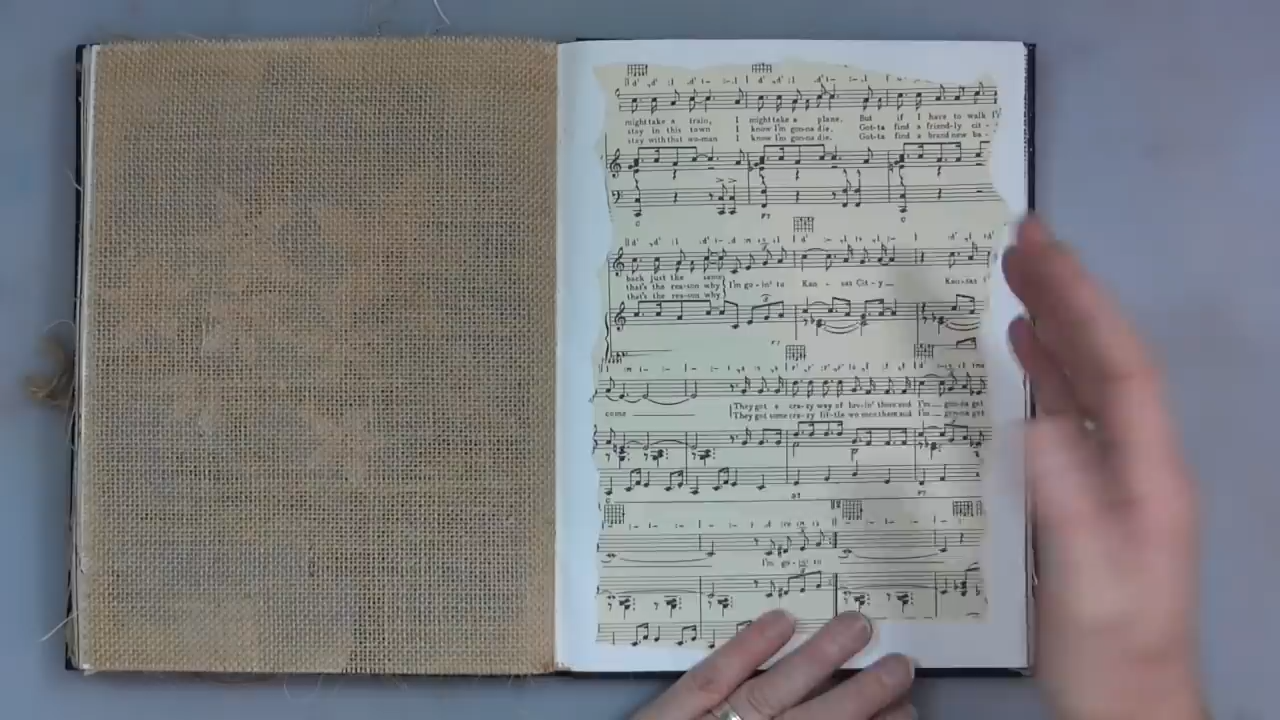 might take a train, I might take a plane, But if I have to walk
stay in this town I know I'm gon-na die, Got-ta find a friend-ly cit-
stay with that wo-man I know I'm gon-na die, Got-ta find a brand new ba-
C F7 C
back just the same
that's the rea-son why I'm go-in' to Kan - sas Cit-y Kan-sas
that's the rea-son why
F7
come They got a cra-zy way of lov-in' there and I'm gon-na get
They got some cra-zy lit-tle wo-men there and I'm gon-na get
C F7
I'm go-in' to